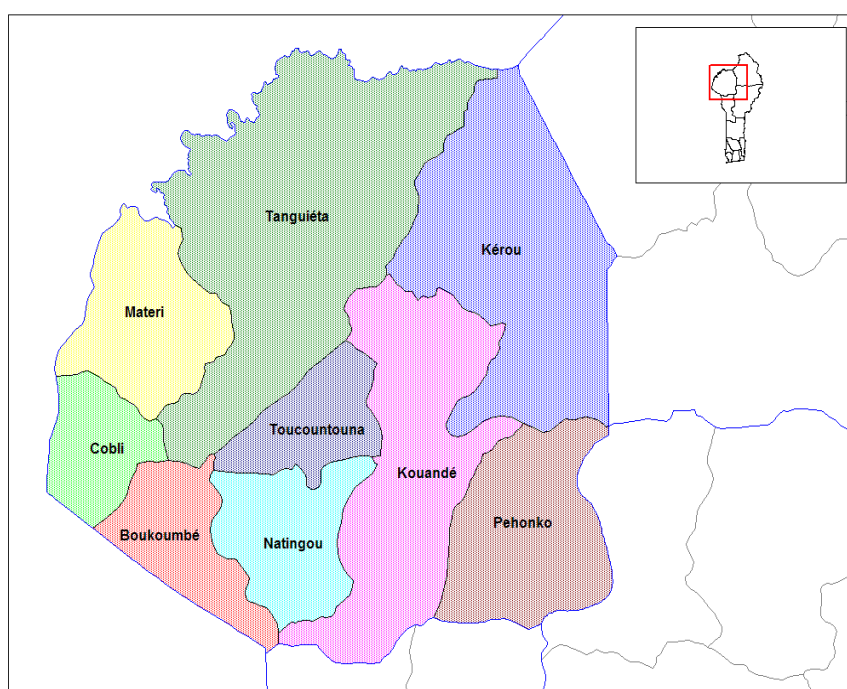 Tanguiéta
Kérou
Materi
Toucountouna
Cobli
Kouandé
Pehonko
Boukoumbé
Natingou